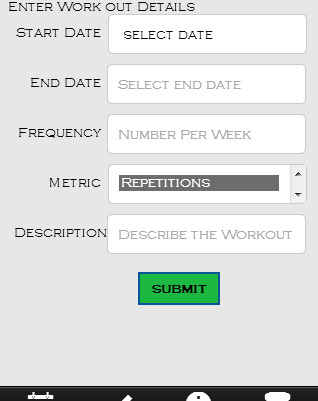 Enter Work out Details
Start Date select date
End Date Select end date
Frequency Number Per Week
Metric Repetitions
Description Describe the Workout
SUBMIT